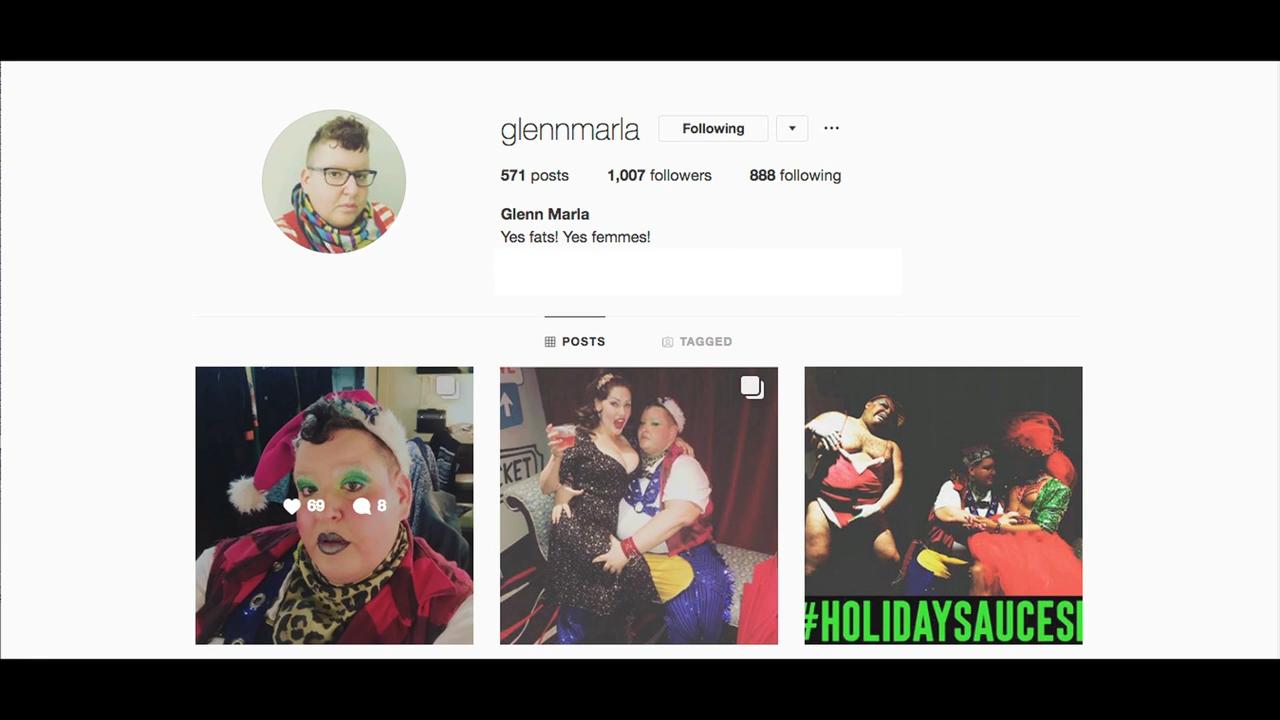 glennmarla Following
571 posts 1,007 followers 888 following
Glenn Marla
Yes fats! Yes femmes!
POSTS TAGGED
69 8
KET
#HOLIDAYSAUCES